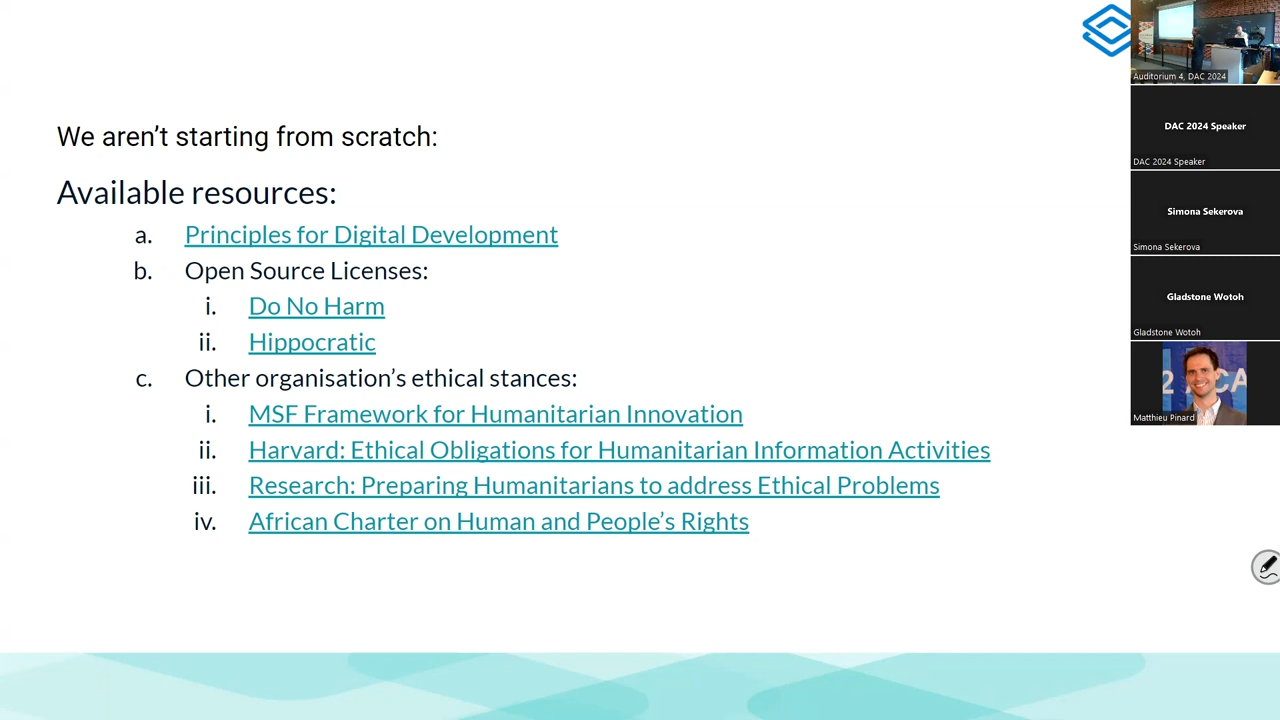 We aren't starting from scratch:
Available resources:
a. Principles for Digital Development
b. Open Source Licenses:
i. Do No Harm
ii. Hippocratic
c. Other organisation's ethical stances:
i. MSF Framework for Humanitarian Innovation
ii. Harvard: Ethical Obligations for Humanitarian Information Activities
iii. Research: Preparing Humanitarians to address Ethical Problems
iv. African Charter on Human and People's Rights
Auditorium 4, DAC 2024
DAC 2024 Speaker
DAC 2024 Speaker
Simona Sekerova
Simona Sekerova
Gladstone Wotoh
Gladstone Wotoh
2 ACA
Matthieu Pinard